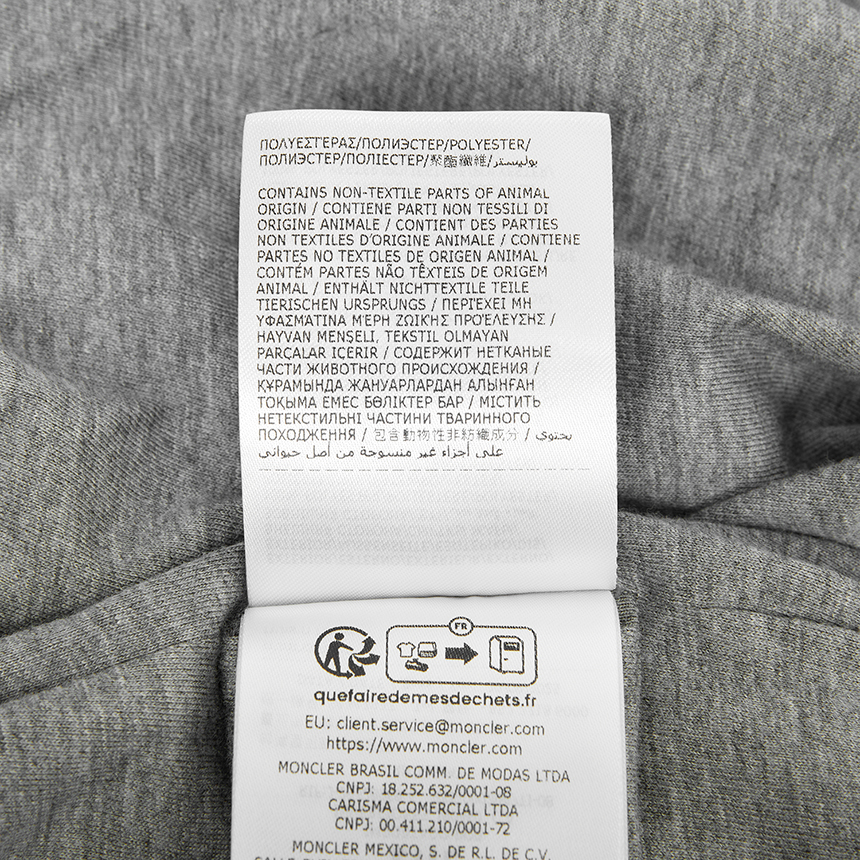 ΠΟΛΥΕΣΤΕΡΑΣ/ПОЛИЭСТЕР/POLYESTER/
ПОЛИЭСТЕР/ПОЛІЕСТЕР/聚酯纖維/بوليستر/
CONTAINS NON-TEXTILE PARTS OF ANIMAL
ORIGIN / CONTIENE PARTI NON TESSILI DI
ORIGINE ANIMALE / CONTIENT DES PARTIES
NON TEXTILES D'ORIGINE ANIMALE / CONTIENE
PARTES NO TEXTILES DE ORIGEN ANIMAL /
CONTÉM PARTES NÃO TÊXTEIS DE ORIGEM
ANIMAL / ENTHÄLT NICHTTEXTILE TEILE
TIERISCHEN URSPRUNGS / ΠΕΡΙΈΧΕΙ ΜΗ
ΥΦΑΣΜΆΤΙΝΑ ΜΈΡΗ ΖΩΙΚΉΣ ΠΡΟΈΛΕΥΣΗΣ /
HAYVAN MENŞELİ, TEKSTIL OLMAYAN
PARÇALAR IÇERIR / СОДЕРЖИТ НЕТКАНЫЕ
ЧАСТИ ЖИВОТНОГО ПРОИСХОЖДЕНИЯ /
ҚҰРАМЫНДА ЖАНУАРЛАРДАН АЛЫНҒАН
ТОҚЫМА ЕМЕС БӨЛІКТЕР БАР / МІСТИТЬ
НЕТЕКСТИЛЬНІ ЧАСТИНИ ТВАРИННОГО
ПОХОДЖЕННЯ / 包含動物性非紡織成分 / يحتوي
على أجزاء غير منسوجة من أصل حيواني
FR
quefairedemesdechets.fr
EU: client.service@moncler.com
https://www.moncler.com
MONCLER BRASIL COMM. DE MODAS LTDA
CNPJ: 18.252.632/0001-08
CARISMA COMERCIAL LTDA
CNPJ: 00.411.210/0001-72
MONCLER MEXICO, S. DE R.L. DE C.V.